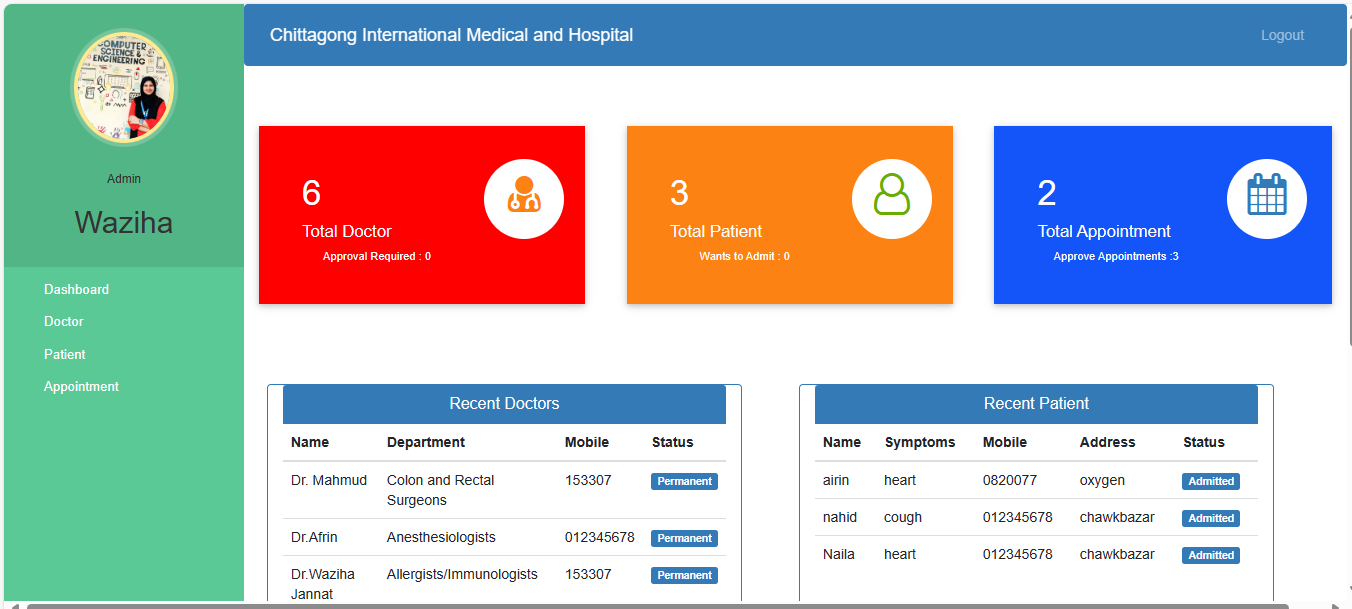 COMPUTER
SCIENCE &
ENGINEERING
Admin
Waziha
Dashboard
Doctor
Patient
Appointment
Chittagong International Medical and Hospital
Logout
6
Total Doctor
Approval Required : 0
3
Total Patient
Wants to Admit : 0
2
Total Appointment
Approve Appointments :3
Recent Doctors
Name Department Mobile Status
Dr. Mahmud Colon and Rectal 153307 Permanent
Surgeons
Dr.Afrin Anesthesiologists 012345678 Permanent
Dr.Waziha Allergists/Immunologists 153307 Permanent
Jannat
Recent Patient
Name Symptoms Mobile Address Status
airin heart 0820077 oxygen Admitted
nahid cough 012345678 chawkbazar Admitted
Naila heart 012345678 chawkbazar Admitted